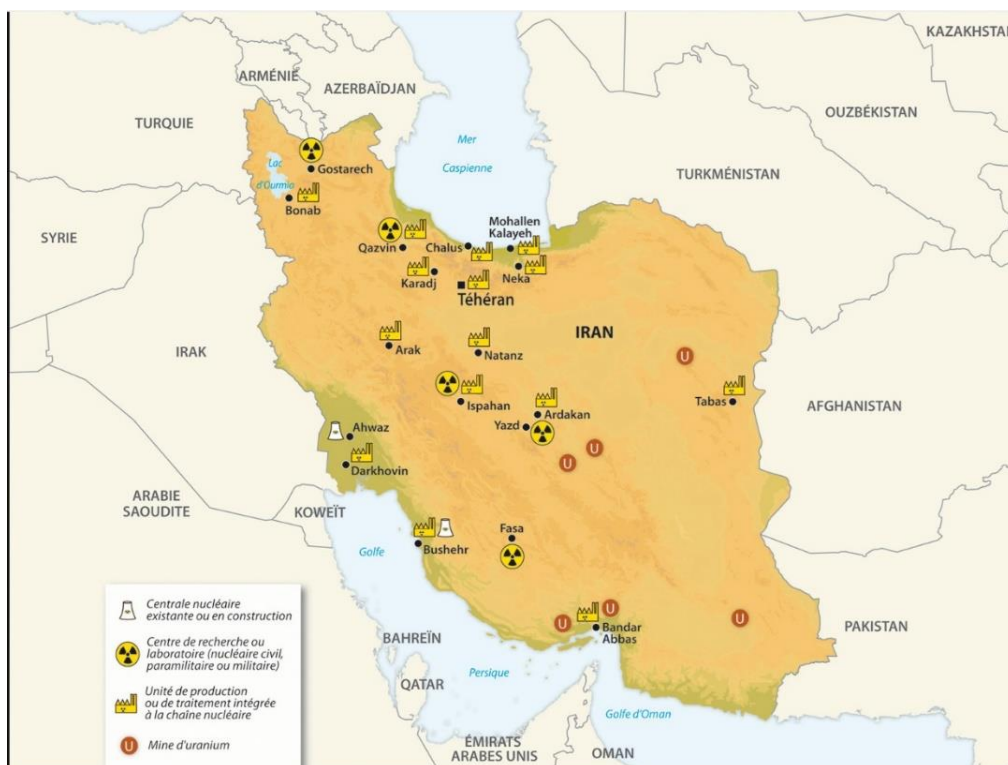 KAZAKHSTAN
ARMÉNIE
AZERBAÏDJAN
OUZBÉKISTAN
TURQUIE
Mer
Caspienne
Gostarech
Lac
d'Ourmia
TURKMÉNISTAN
Bonab
SYRIE
Mohallen
Kalayeh
Qazvin
Chalus
Neka
Karadj
Téhéran
IRAN
IRAK
Arak
Natanz
Ispahan
Ardakan
Tabas
AFGHANISTAN
Yazd
Ahwaz
U
U
U
Darkhovin
ARABIE
SAOUDITE
KOWEÏT
Golfe
Bushehr
Fasa
U
U
U
Bandar
Abbas
PAKISTAN
BAHREÏN
QATAR
Persique
Golfe d'Oman
ÉMIRATS
ARABES UNIS
OMAN
Centrale nucléaire
existante ou en construction
Centre de recherche ou
laboratoire (nucléaire civil,
paramilitaire ou militaire)
Unité de production
ou de traitement intégrée
à la chaîne nucléaire
U
Mine d'uranium